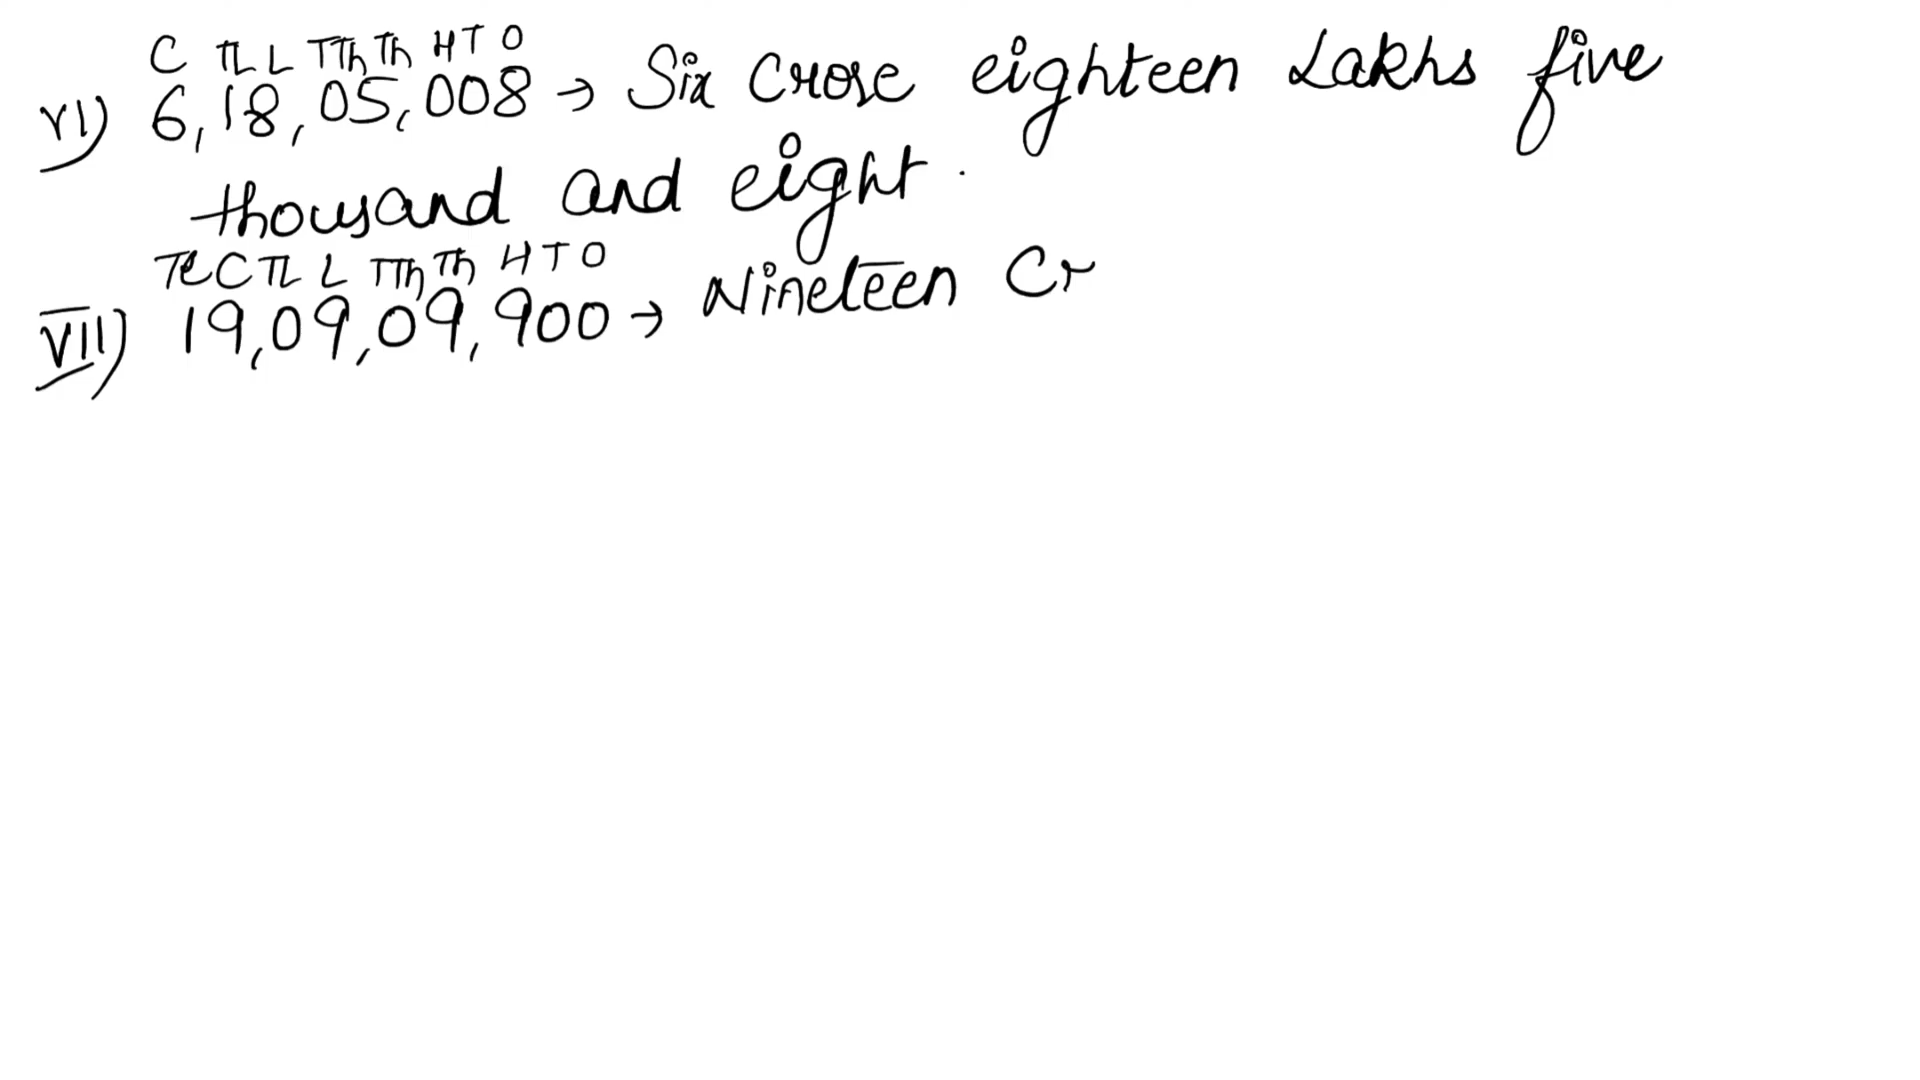 C TL L TTh Th H T O
vi) 6,18,05,008 → Six Crore eighteen Lakhs five
thousand and eight.
TC C TL L TTh Th H T O
VII) 19,09,09,900 → Nineteen Cr